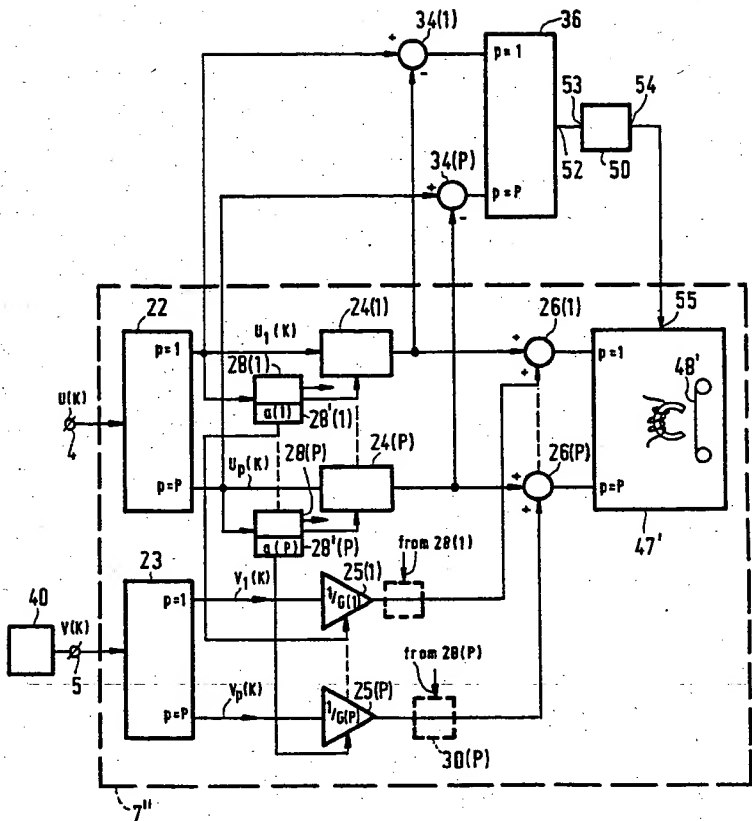 34(1)
36
+
-
p=1
53
54
34(P)
52
50
+
-
p=P
22
24(1)
26(1)
55
p=1
U₁(K)
+
+
p=1
48'
28(1)
U(K)
4
a(1)
28'(1)
28(P)
24(P)
26(P)
p=P
Uₚ(K)
+
+
p=P
a(P)
28'(P)
47'
from 28(1)
23
25(1)
40
V(K)
p=1
V₁(K)
1/G(1)
5
from 28(P)
25(P)
p=P
Vₚ(K)
1/G(P)
30(P)
7"